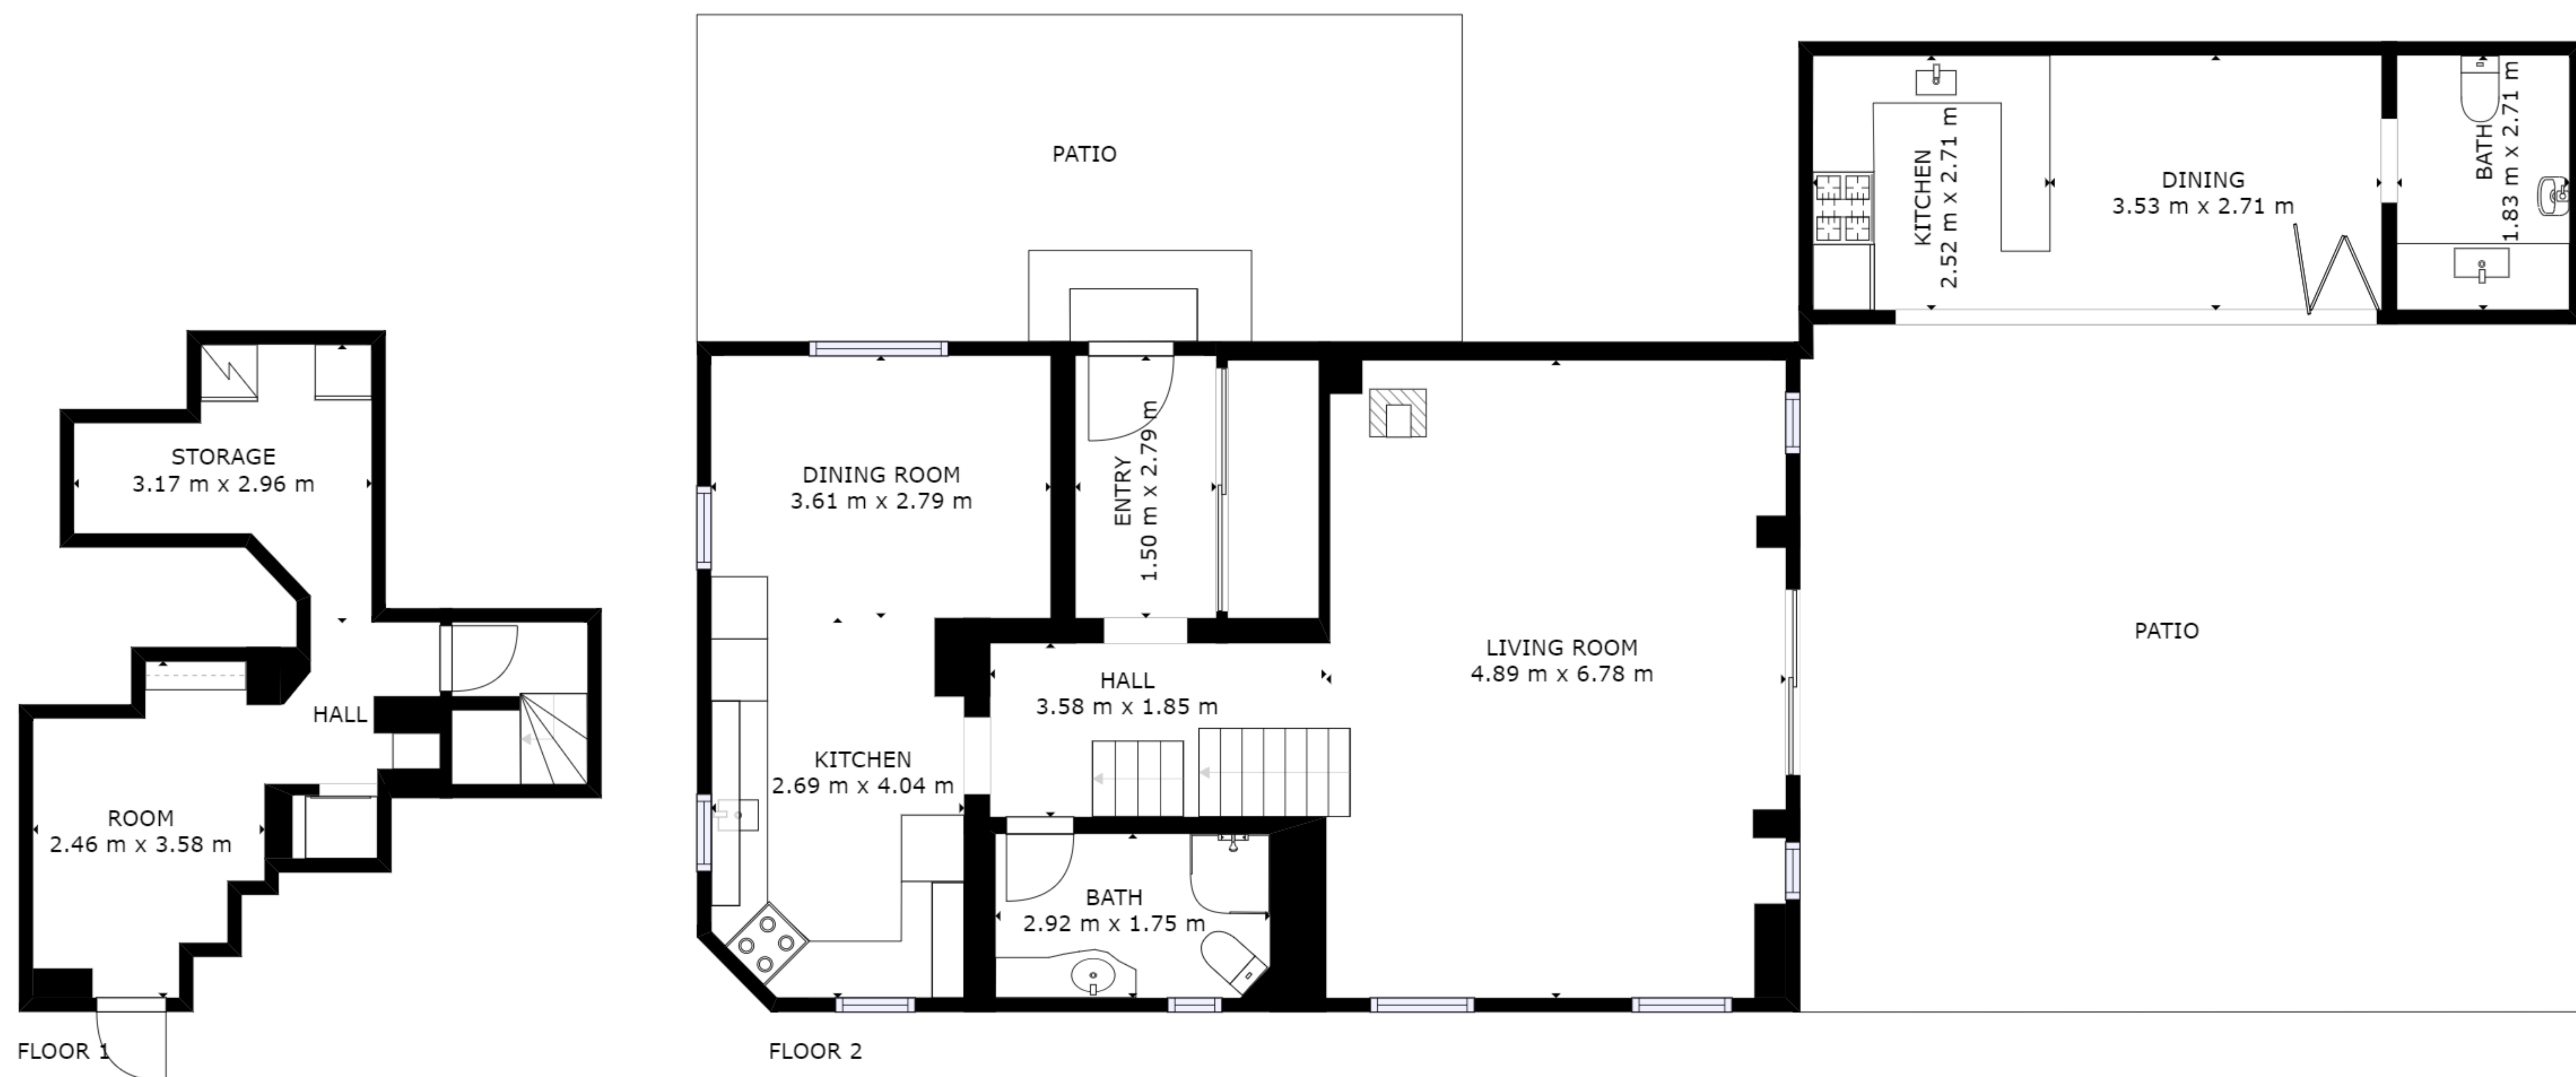 STORAGE
3.17 m x 2.96 m
HALL
ROOM
2.46 m x 3.58 m
FLOOR 1
PATIO
DINING ROOM
3.61 m x 2.79 m
ENTRY
1.50 m x 2.79 m
HALL
3.58 m x 1.85 m
KITCHEN
2.69 m x 4.04 m
BATH
2.92 m x 1.75 m
LIVING ROOM
4.89 m x 6.78 m
FLOOR 2
KITCHEN
2.52 m x 2.71 m
DINING
3.53 m x 2.71 m
BATH
1.83 m x 2.71 m
PATIO